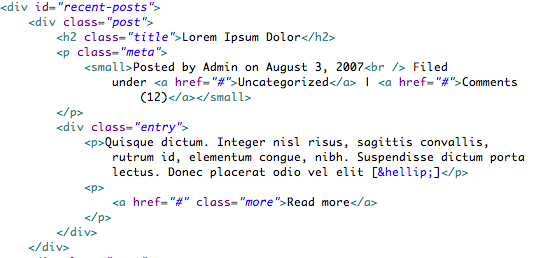 <div id="recent-posts">
<div class="post">
<h2 class="title">Lorem Ipsum Dolor</h2>
<p class="meta">
<small>Posted by Admin on August 3, 2007<br /> Filed
under <a href="#">Uncategorized</a> | <a href="#">Comments
(12)</a></small>
</p>
<div class="entry">
<p>Quisque dictum. Integer nisl risus, sagittis convallis,
rutrum id, elementum congue, nibh. Suspendisse dictum porta
lectus. Donec placerat odio vel elit [&hellip;]</p>
<p>
<a href="#" class="more">Read more</a>
</p>
</div>
</div>